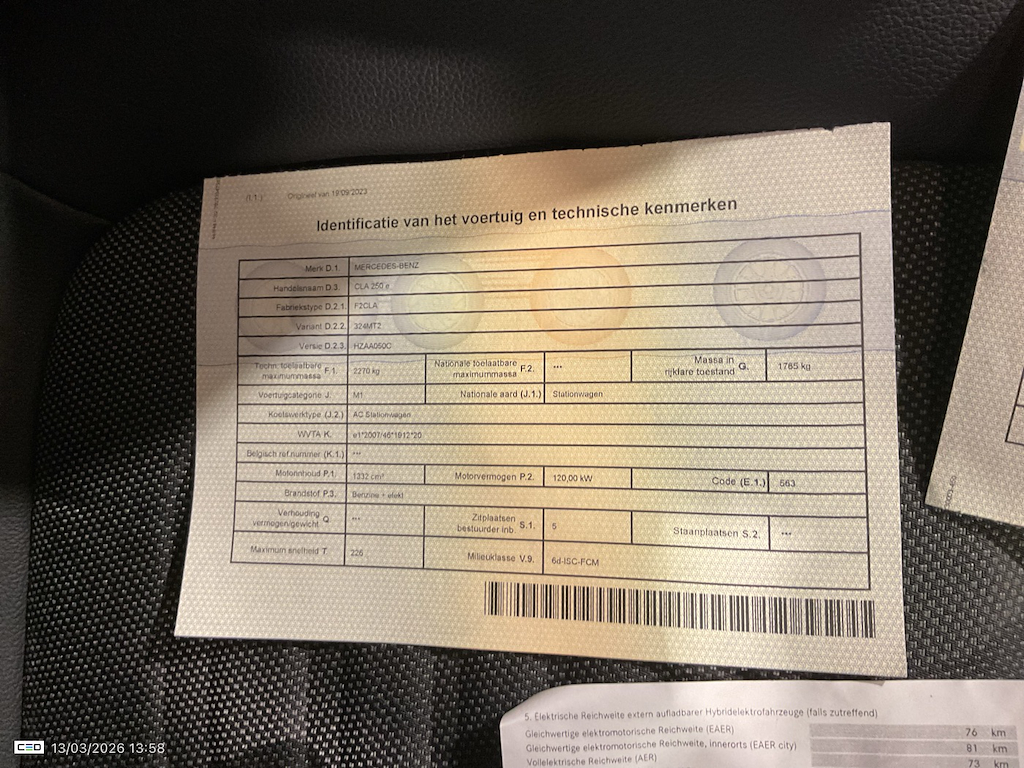 Origineel van 19/09/2023
Identificatie van het voertuig en technische kenmerken
Merk D.1. MERCEDES-BENZ
Handelsnaam D.3. CLA 250 e
Fabriekstype D.2.1. F2CLA
Variant D.2.2. 324MT2
Versie D.2.3. HZAA050C
Techn. toelaatbare maximummassa F.1. 2270 kg Nationale toelaatbare maximummassa F.2. *** Massa in rijklare toestand G. 1765 kg
Voertuigcategorie J. M1 Nationale aard (J.1.) Stationwagen
Koetswerktype (J.2.) AC Stationwagen
WVTA K. e1*2007/46*1912*20
Belgisch ref.nummer (K.1.) ***
Motorinhoud P.1. 1332 cm³ Motorvermogen P.2. 120,00 kW Code (E.1.) 563
Brandstof P.3. Benzine + elekt
Verhouding vermogen/gewicht Q *** Zitplaatsen bestuurder inb. S.1. 5 Staanplaatsen S.2. ***
Maximum snelheid T. 226 Milieuklasse V.9. 6d-ISC-FCM
5. Elektrische Reichweite extern aufladbarer Hybridelektrofahrzeuge (falls zutreffend)
Gleichwertige elektromotorische Reichweite (EAER) 76 km
Gleichwertige elektromotorische Reichweite, innerorts (EAER city) 81 km
Vollelektrische Reichweite (AER) 73 km
CEO 13/03/2026 13:58